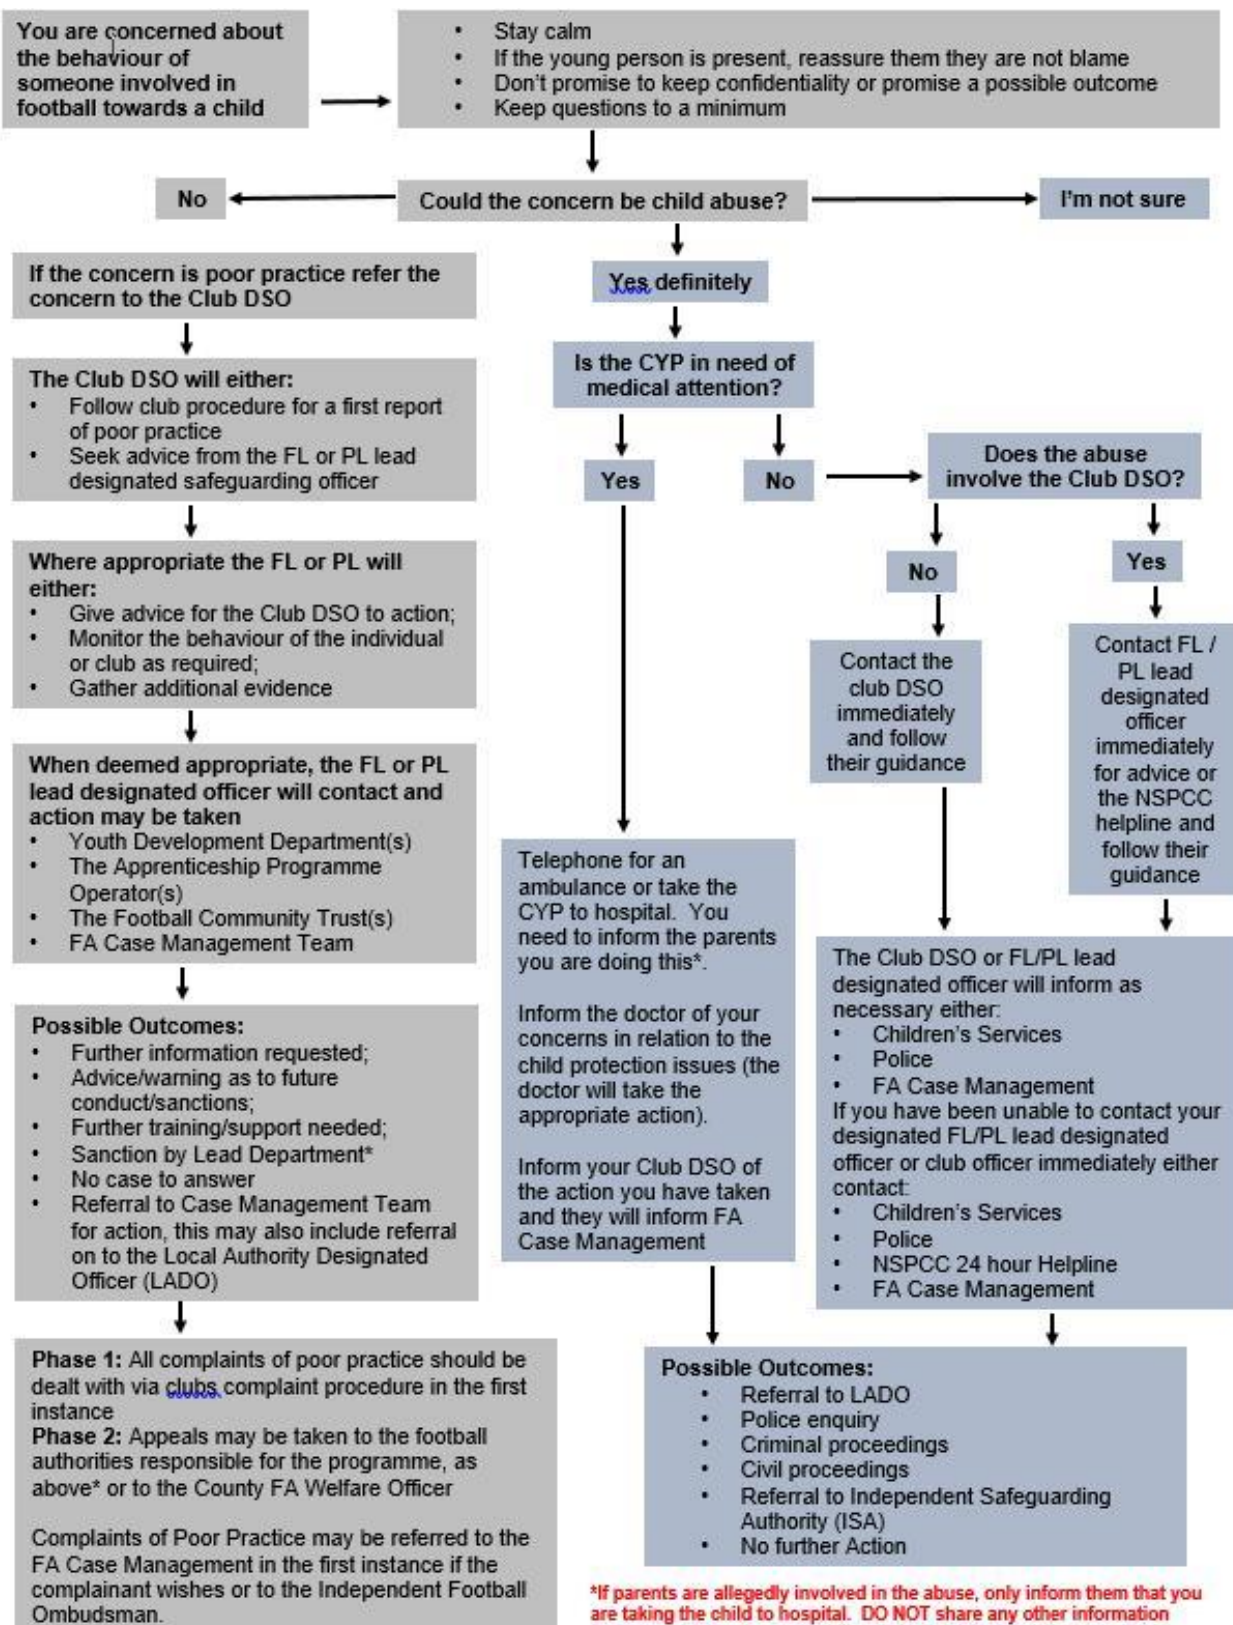 You are concerned about
the behaviour of
someone involved in
football towards a child
• Stay calm
• If the young person is present, reassure them they are not blame
• Don't promise to keep confidentiality or promise a possible outcome
• Keep questions to a minimum
No
Could the concern be child abuse?
I'm not sure
If the concern is poor practice refer the
concern to the Club DSO
The Club DSO will either:
• Follow club procedure for a first report
of poor practice
• Seek advice from the FL or PL lead
designated safeguarding officer
Where appropriate the FL or PL will
either:
• Give advice for the Club DSO to action;
• Monitor the behaviour of the individual
or club as required;
• Gather additional evidence
When deemed appropriate, the FL or PL
lead designated officer will contact and
action may be taken
• Youth Development Department(s)
• The Apprenticeship Programme
Operator(s)
• The Football Community Trust(s)
• FA Case Management Team
Possible Outcomes:
• Further information requested;
• Advice/warning as to future
conduct/sanctions;
• Further training/support needed;
• Sanction by Lead Department*
• No case to answer
• Referral to Case Management Team
for action, this may also include referral
on to the Local Authority Designated
Officer (LADO)
Phase 1: All complaints of poor practice should be
dealt with via clubs complaint procedure in the first
instance
Phase 2: Appeals may be taken to the football
authorities responsible for the programme, as
above* or to the County FA Welfare Officer
Complaints of Poor Practice may be referred to the
FA Case Management in the first instance if the
complainant wishes or to the Independent Football
Ombudsman.
Yes definitely
Is the CYP in need of
medical attention?
Yes
No
Does the abuse
involve the Club DSO?
No
Yes
Contact the
club DSO
immediately
and follow
their guidance
Contact FL /
PL lead
designated
officer
immediately
for advice or
the NSPCC
helpline and
follow their
guidance
Telephone for an
ambulance or take the
CYP to hospital. You
need to inform the parents
you are doing this*.
Inform the doctor of your
concerns in relation to the
child protection issues (the
doctor will take the
appropriate action).
Inform your Club DSO of
the action you have taken
and they will inform FA
Case Management
The Club DSO or FL/PL lead
designated officer will inform as
necessary either:
• Children's Services
• Police
• FA Case Management
If you have been unable to contact your
designated FL/PL lead designated
officer or club officer immediately either
contact:
• Children's Services
• Police
• NSPCC 24 hour Helpline
• FA Case Management
Possible Outcomes:
• Referral to LADO
• Police enquiry
• Criminal proceedings
• Civil proceedings
• Referral to Independent Safeguarding
Authority (ISA)
• No further Action
*If parents are allegedly involved in the abuse, only inform them that you
are taking the child to hospital. DO NOT share any other information